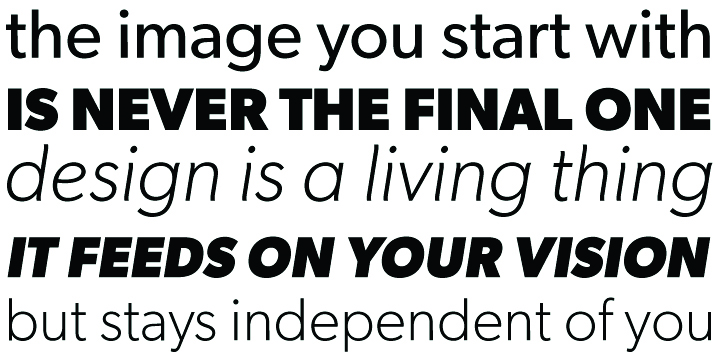 the image you start with
IS NEVER THE FINAL ONE
design is a living thing
IT FEEDS ON YOUR VISION
but stays independent of you